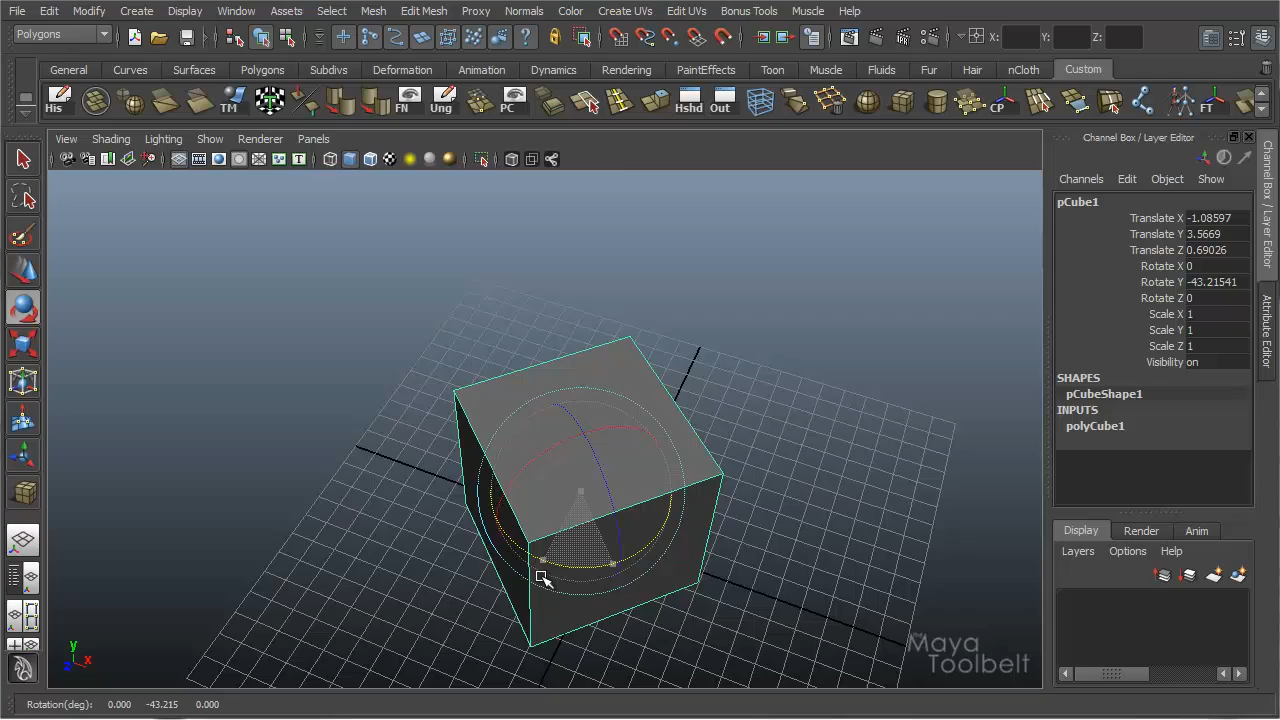 File Edit Modify Create Display Window Assets Select Mesh Edit Mesh Proxy Normals Color Create UVs Edit UVs Bonus Tools Muscle Help
Polygons X: Y: Z:
General Curves Surfaces Polygons Subdivs Deformation Animation Dynamics Rendering PaintEffects Toon Muscle Fluids Fur Hair nCloth Custom
His TM FN Ung PC Hshd Out CP FT
View Shading Lighting Show Renderer Panels
Channel Box / Layer Editor
Channels Edit Object Show
pCube1
Translate X -1.08597
Translate Y 3.5669
Translate Z 0.69026
Rotate X 0
Rotate Y -43.21541
Rotate Z 0
Scale X 1
Scale Y 1
Scale Z 1
Visibility on
SHAPES
pCubeShape1
INPUTS
polyCube1
Display Render Anim
Layers Options Help
Channel Box / Layer Editor
Attribute Editor
y
z x
Maya
Toolbelt
Rotation(deg): 0.000 -43.215 0.000